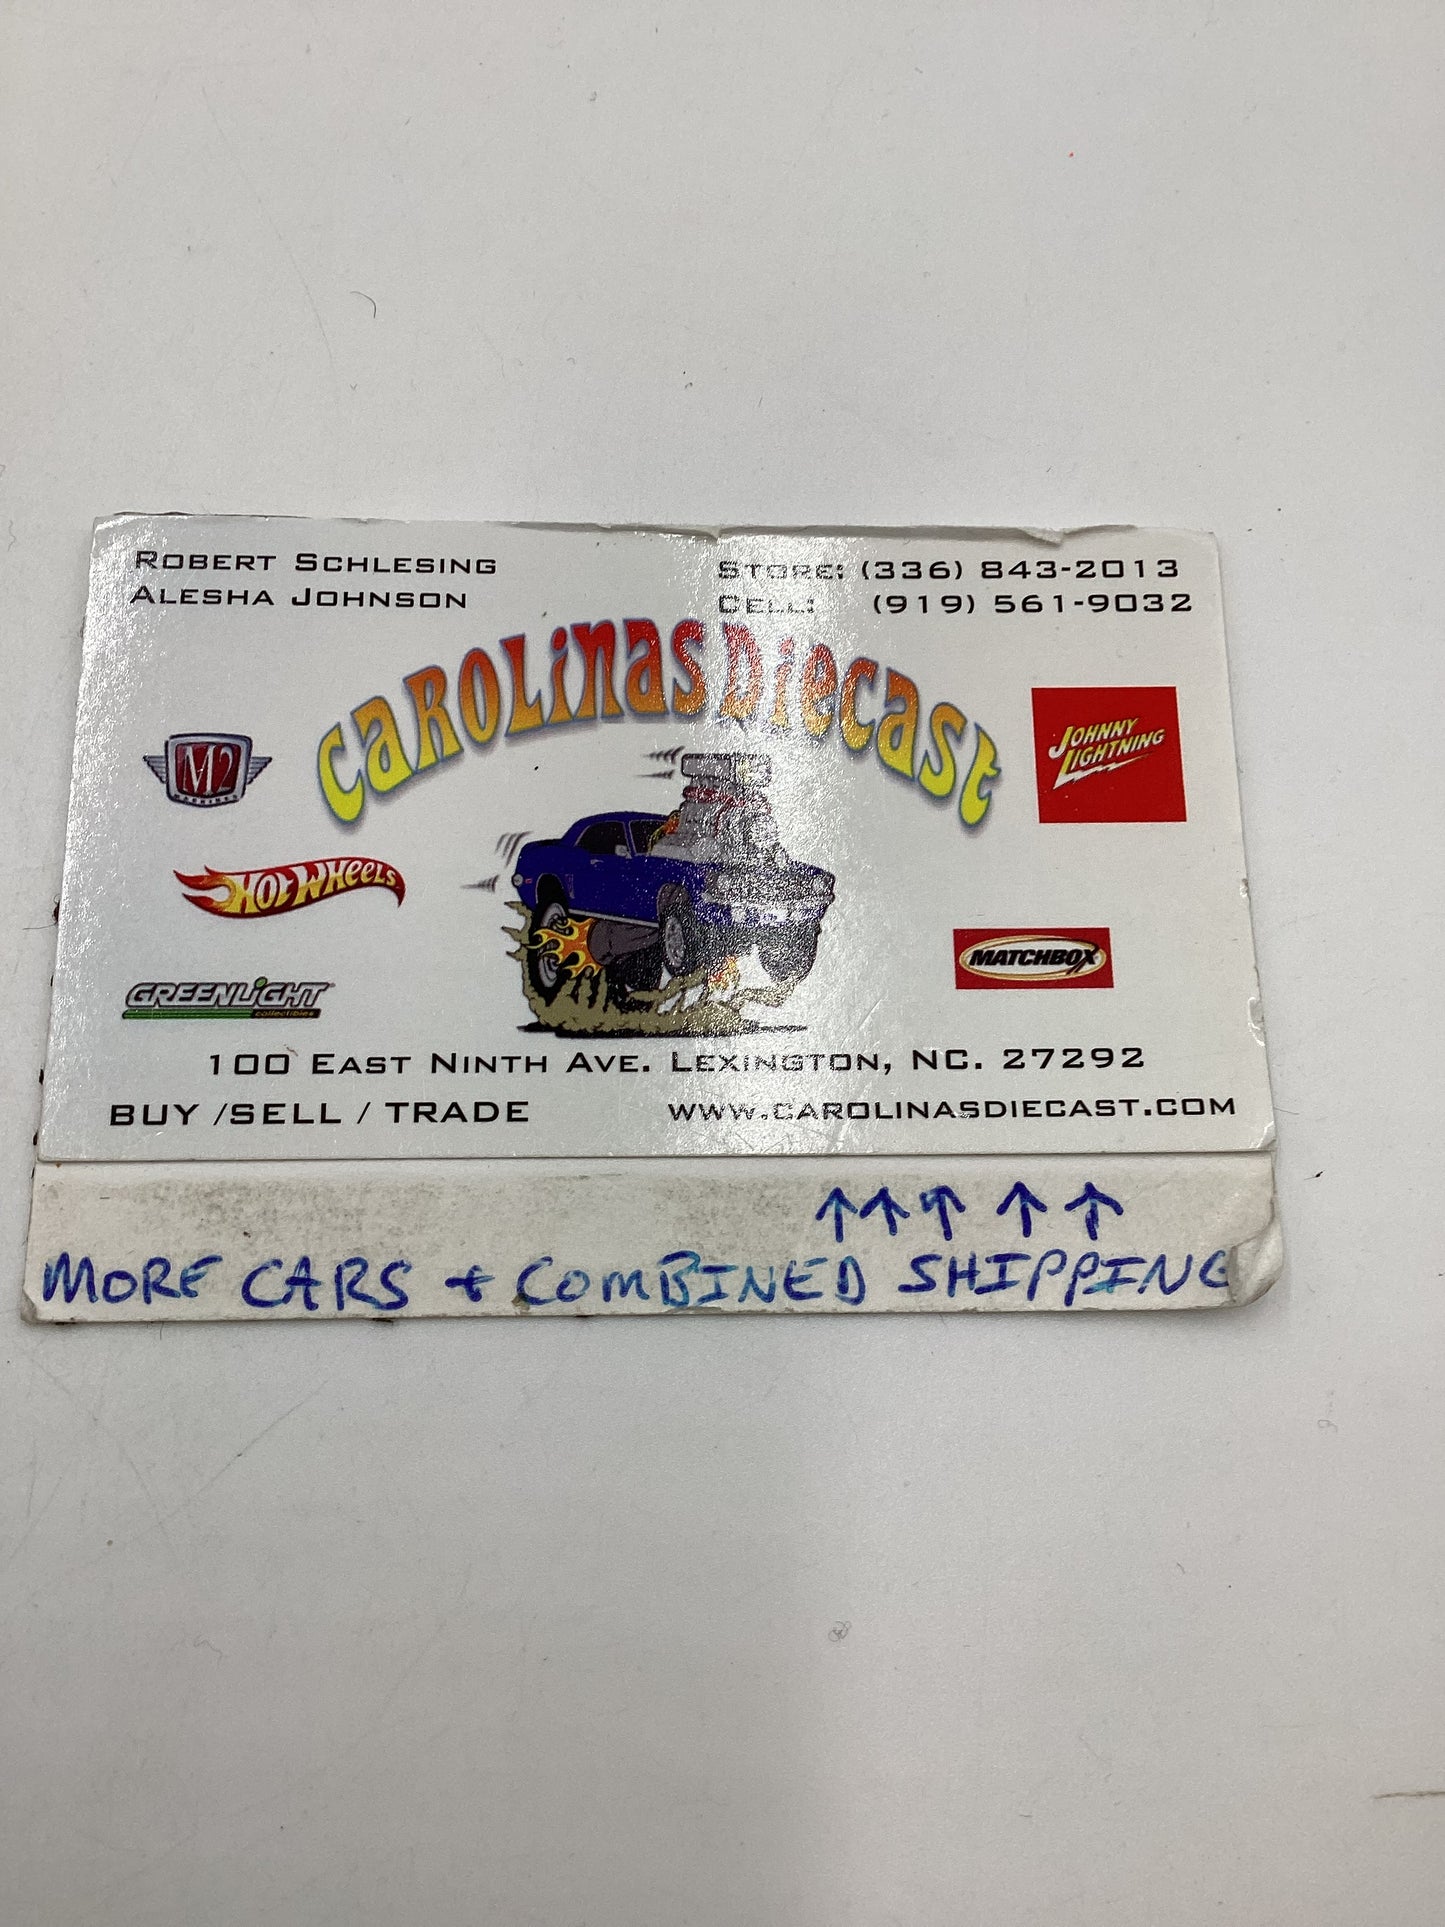 ROBERT SCHLESING
ALESHA JOHNSON
STORE: (336) 843-2013
CELL: (919) 561-9032
CAROLINAS DIECAST
M2
MACHINES
JOHNNY
LIGHTNING
HOT WHEELS
MATCHBOX
GREENLIGHT
collectibles
100 EAST NINTH AVE. LEXINGTON, NC. 27292
BUY /SELL / TRADE
WWW.CAROLINASDIECAST.COM
↑ ↑ ↑ ↑ ↑
MORE CARS + COMBINED SHIPPING